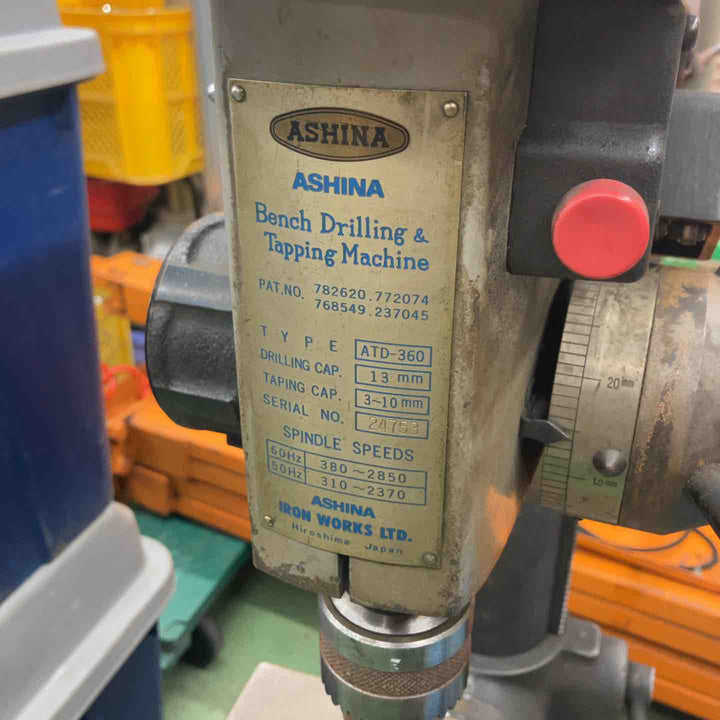 ASHINA
ASHINA
Bench Drilling &
Tapping Machine
PAT.NO. 782620.772074
768549.237045
TYPE ATD-360
DRILLING CAP. 13 mm
TAPING CAP. 3~10 mm
SERIAL NO. 24753
SPINDLE SPEEDS
60Hz 380~2850
50Hz 310~2370
ASHINA
IRON WORKS LTD.
Hiroshima Japan
20mm
10mm